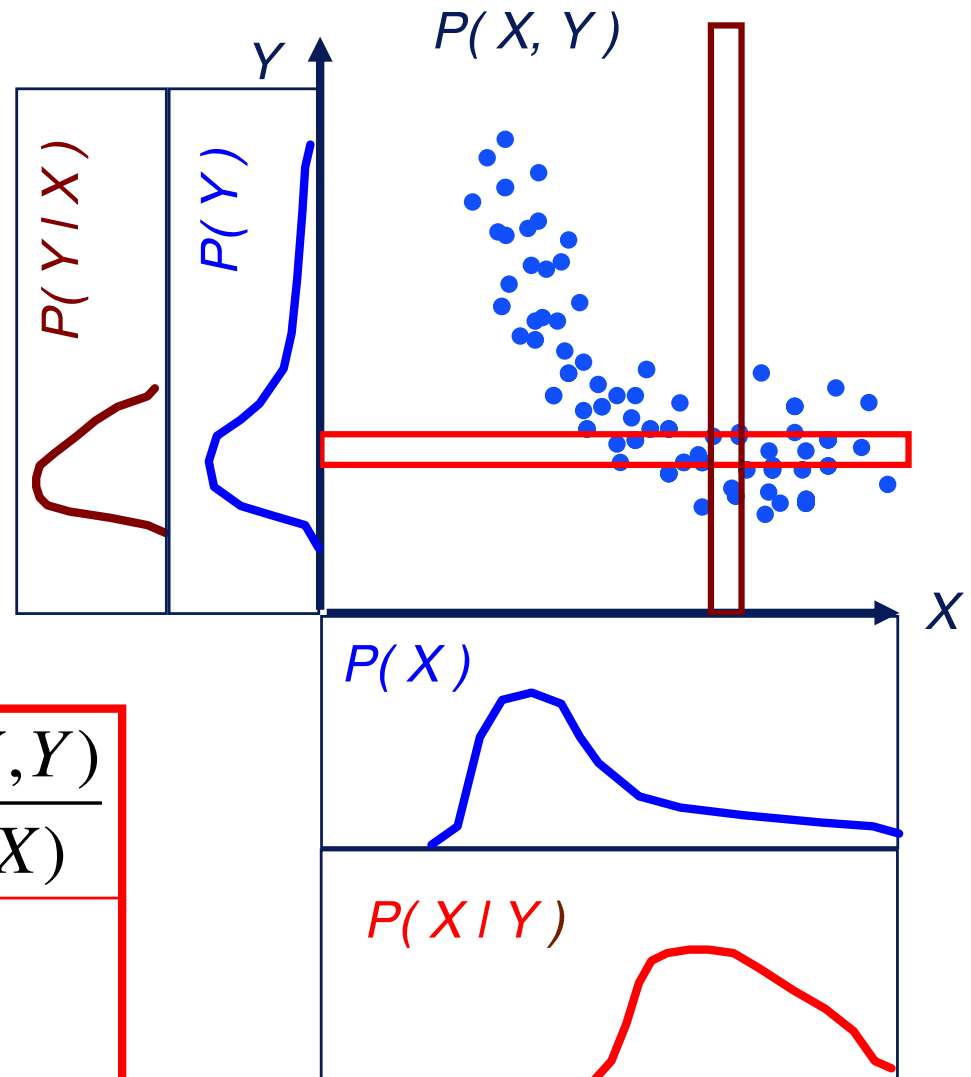 P( X, Y )
Y
P( Y | X )
P( Y )
X
P( X )
,Y)
X)
P( X | Y )